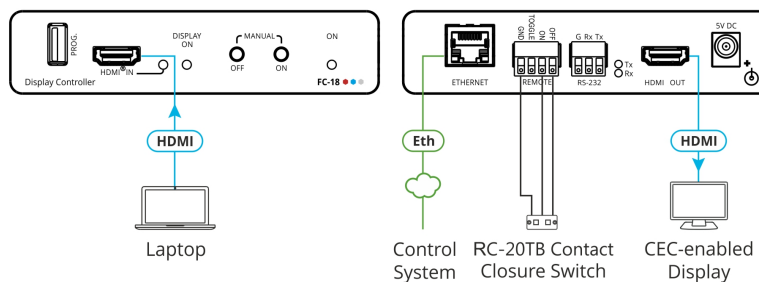 PROG.
HDMI® IN
DISPLAY
ON
MANUAL
OFF
ON
ON
Display Controller
FC-18
HDMI
Laptop
ETHERNET
GND
TOGGLE
ON
OFF
REMOTE
G Rx Tx
RS-232
Tx
Rx
HDMI OUT
5V DC
+
Eth
HDMI
Control
System
RC-20TB Contact
Closure Switch
CEC-enabled
Display